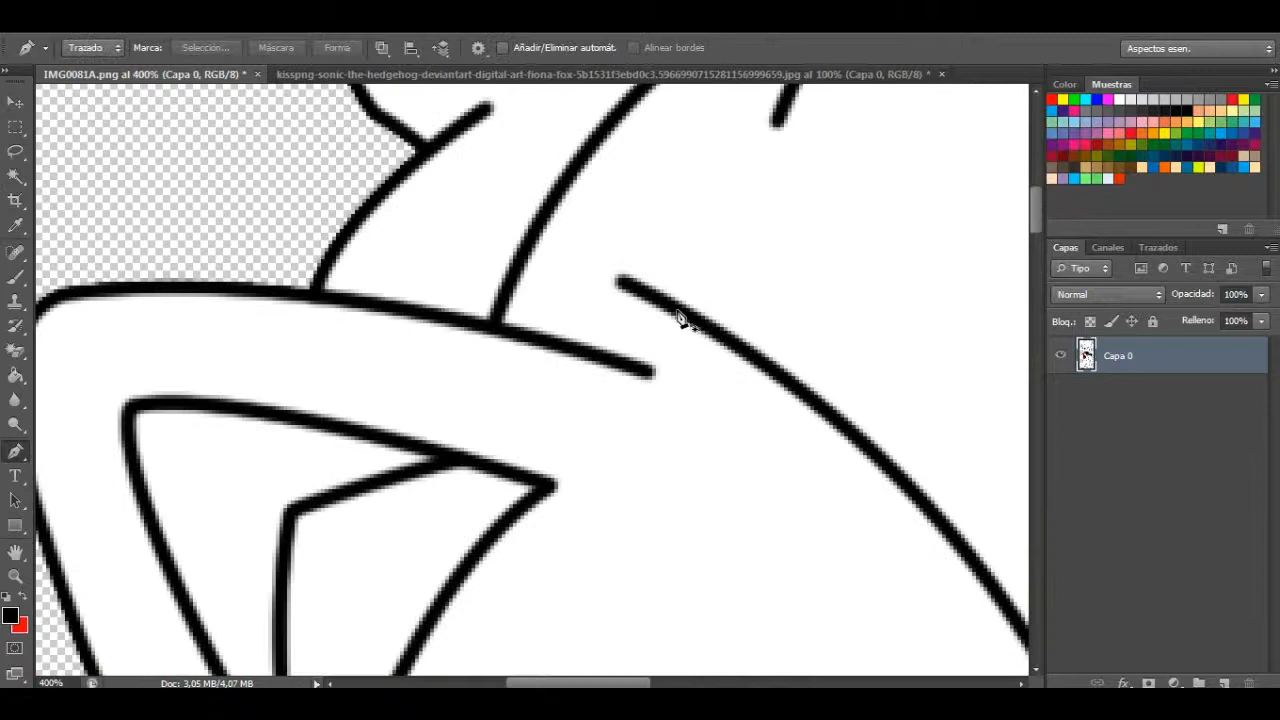 Trazado Marca: Selección... Máscara Forma Añadir/Eliminar automát. Alinear bordes Aspectos esen.
IMG0081A.png al 400% (Capa 0, RGB/8) * × kisspng-sonic-the-hedgehog-deviantart-digital-art-fiona-fox-5b1531f3ebd0c3.5966990715281156999659.jpg al 100% (Capa 0, RGB/8) * ×
Color Muestras
Capas Canales Trazados
Tipo
Normal Opacidad: 100%
Bloq.: Relleno: 100%
Capa 0
400% Doc: 3,05 MB/4,07 MB